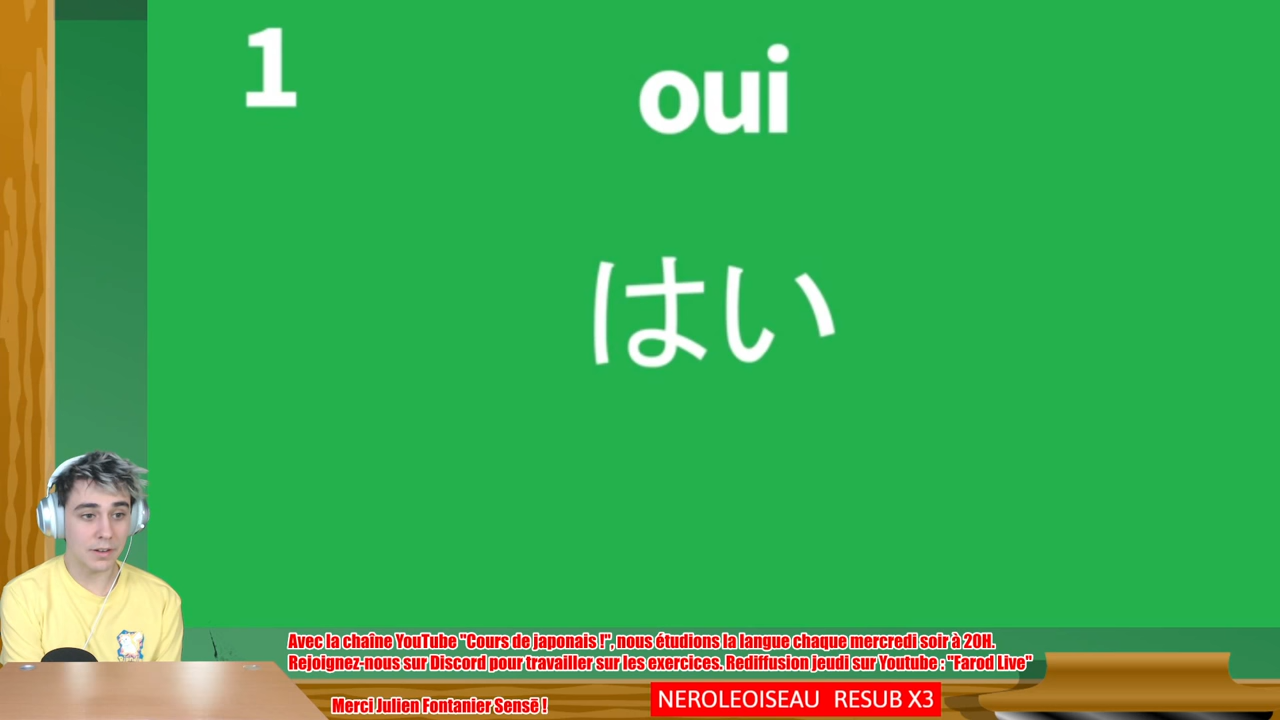 1
oui
はい
Avec la chaîne YouTube "Cours de japonais !", nous étudions la langue chaque mercredi soir à 20H.
Rejoignez-nous sur Discord pour travailler sur les exercices. Rediffusion jeudi sur Youtube : "Farod Live"
Merci Julien Fontanier Sensē !
NEROLEOISEAU RESUB X3